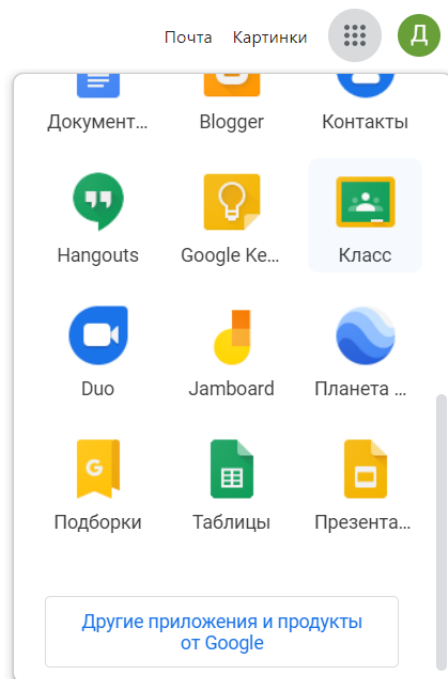 Почта Картинки Д
Документ... Blogger Контакты
Hangouts Google Ke... Класс
Duo Jamboard Планета ...
G
Подборки Таблицы Презента...
Другие приложения и продукты
от Google